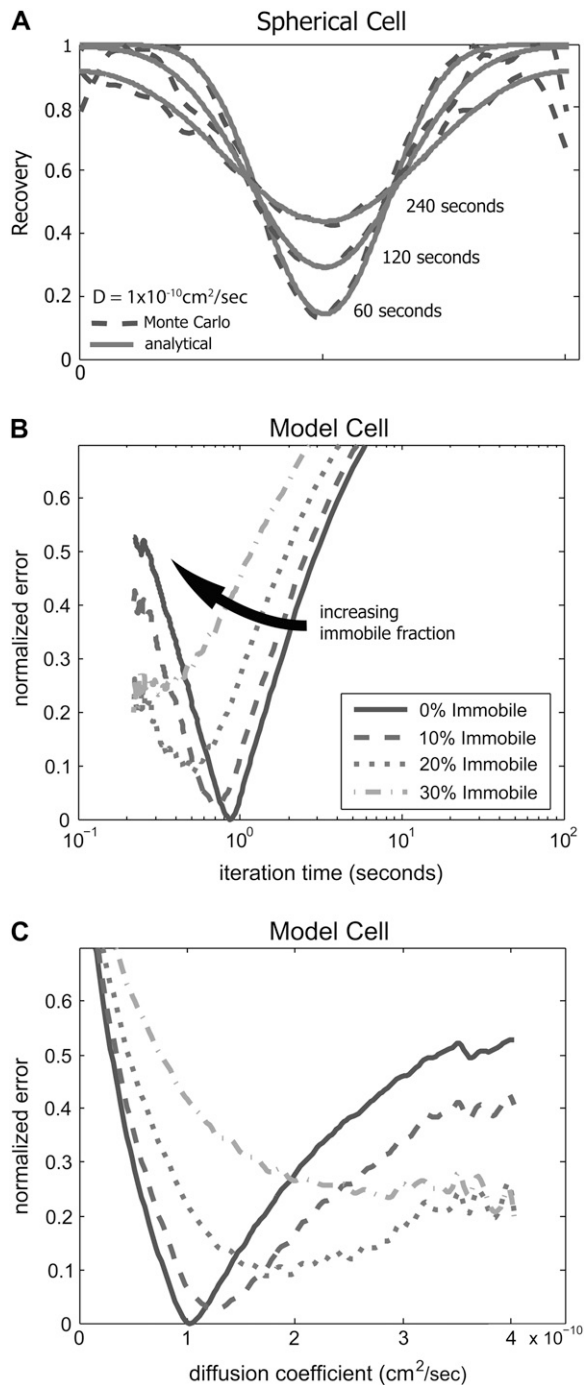 A
Spherical Cell
1
0.8
0.6
0.4
0.2
0
Recovery
240 seconds
120 seconds
60 seconds
D = 1x10⁻¹⁰cm²/sec
Monte Carlo
analytical
0
B
Model Cell
0.6
0.5
0.4
0.3
0.2
0.1
0
normalized error
increasing
immobile fraction
0% Immobile
10% Immobile
20% Immobile
30% Immobile
10⁻¹ 10⁰ 10¹ 10²
iteration time (seconds)
C
Model Cell
0.6
0.5
0.4
0.3
0.2
0.1
0
normalized error
0 1 2 3 4 x 10⁻¹⁰
diffusion coefficient (cm²/sec)